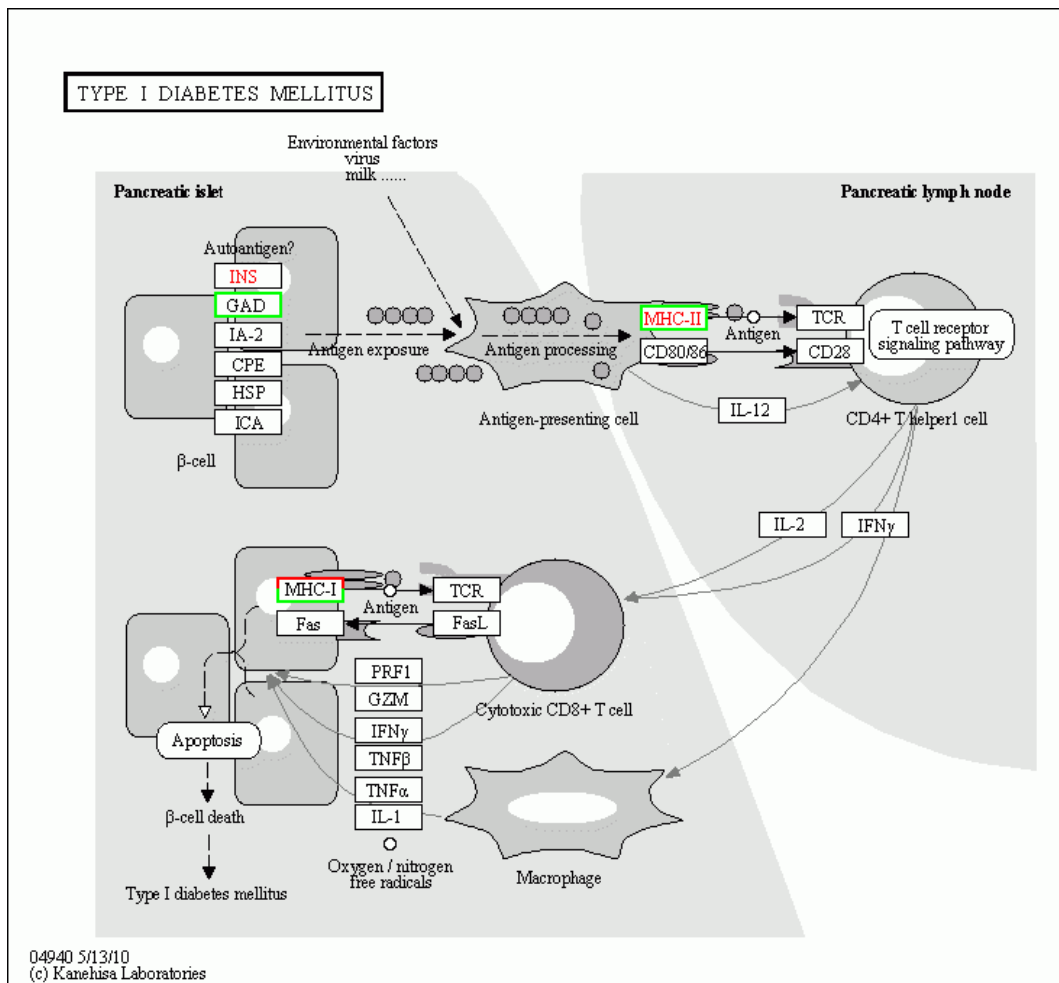 TYPE I DIABETES MELLITUS
Environmental factors
virus
milk ......
Pancreatic islet
Pancreatic lymph node
Autoantigen?
INS
GAD
IA-2
CPE
HSP
ICA
β-cell
Antigen exposure
Antigen processing
Antigen-presenting cell
MHC-II
CD80/86
Antigen
TCR
CD28
T cell receptor
signaling pathway
IL-12
CD4+ T helper1 cell
IL-2
IFNγ
MHC-I
Fas
Antigen
TCR
FasL
Cytotoxic CD8+ T cell
PRF1
GZM
IFNγ
TNFβ
TNFα
IL-1
Oxygen / nitrogen
free radicals
Macrophage
Apoptosis
β-cell death
Type I diabetes mellitus
04940 5/13/10
(c) Kanehisa Laboratories